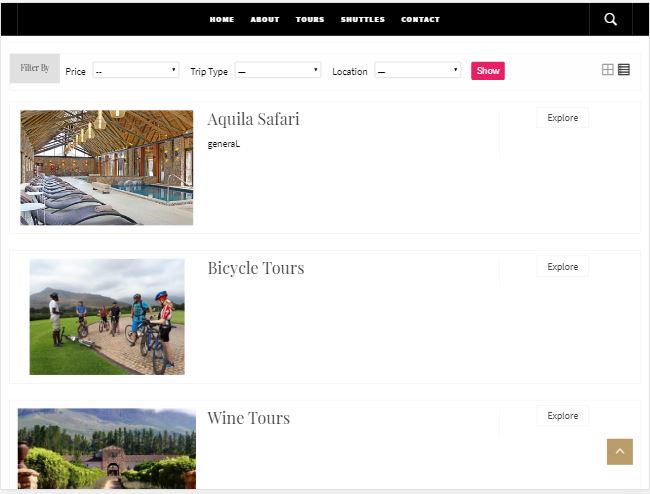 HOME ABOUT TOURS SHUTTLES CONTACT
Filter By Price -- Trip Type — Location — Show
Aquila Safari Explore
generaL
Bicycle Tours Explore
Wine Tours Explore